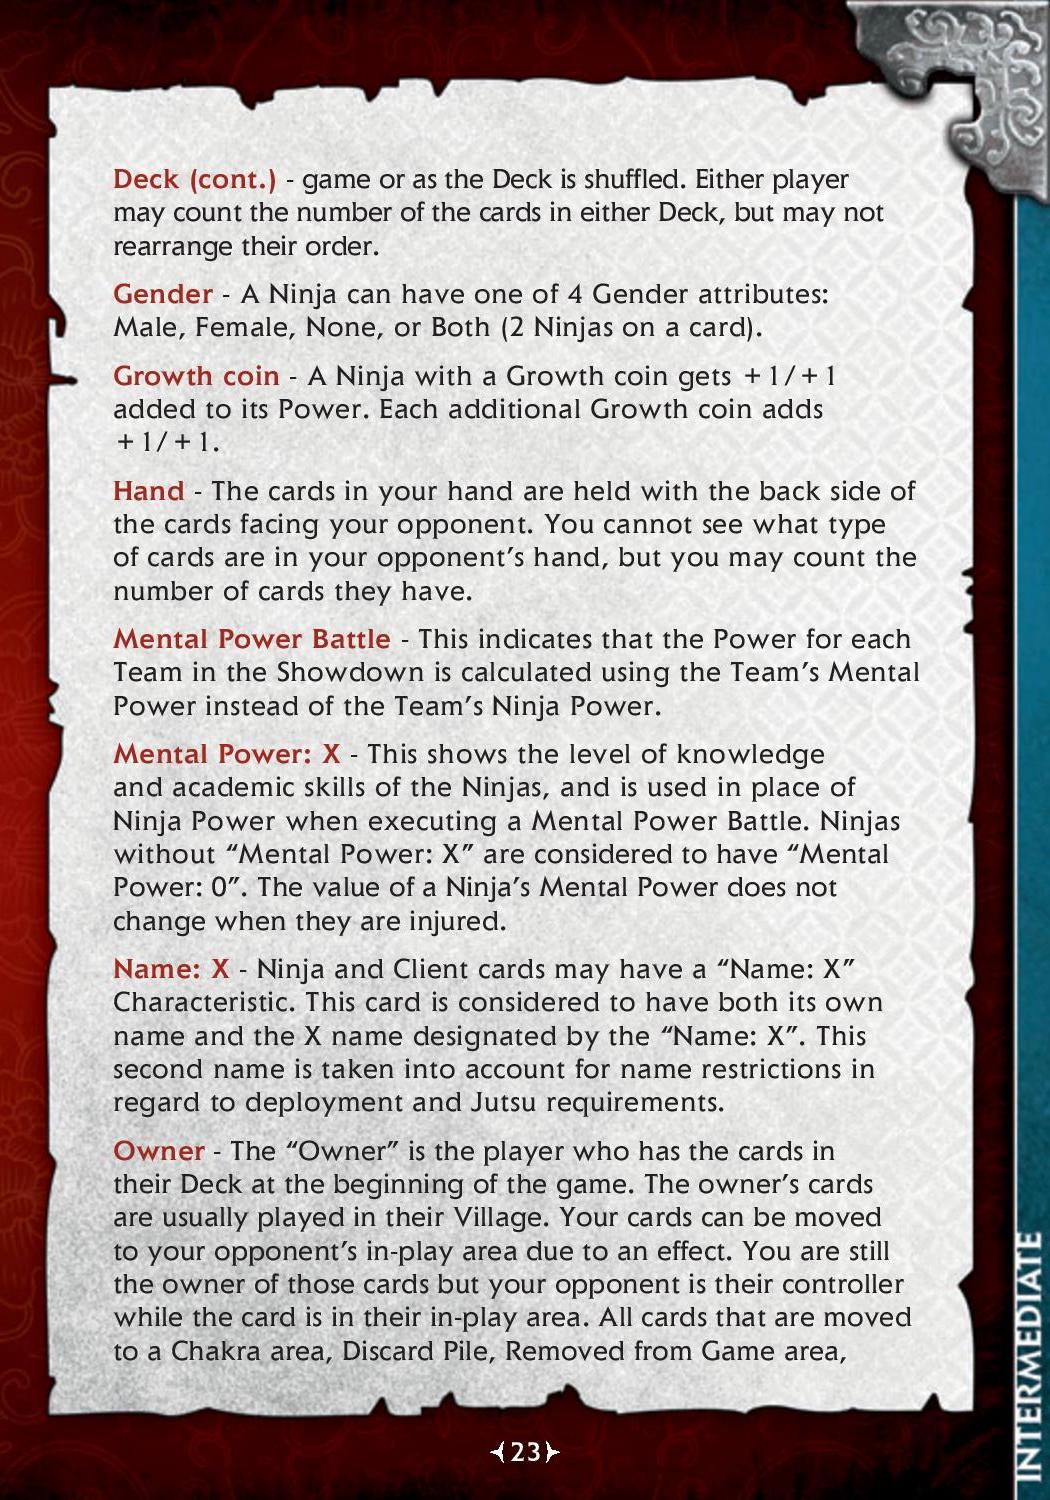 Deck (cont.) - game or as the Deck is shuffled. Either player
may count the number of the cards in either Deck, but may not
rearrange their order.
Gender - A Ninja can have one of 4 Gender attributes:
Male, Female, None, or Both (2 Ninjas on a card).
Growth coin - A Ninja with a Growth coin gets +1/+1
added to its Power. Each additional Growth coin adds
+1/+1.
Hand - The cards in your hand are held with the back side of
the cards facing your opponent. You cannot see what type
of cards are in your opponent’s hand, but you may count the
number of cards they have.
Mental Power Battle - This indicates that the Power for each
Team in the Showdown is calculated using the Team’s Mental
Power instead of the Team’s Ninja Power.
Mental Power: X - This shows the level of knowledge
and academic skills of the Ninjas, and is used in place of
Ninja Power when executing a Mental Power Battle. Ninjas
without “Mental Power: X” are considered to have “Mental
Power: 0”. The value of a Ninja’s Mental Power does not
change when they are injured.
Name: X - Ninja and Client cards may have a “Name: X”
Characteristic. This card is considered to have both its own
name and the X name designated by the “Name: X”. This
second name is taken into account for name restrictions in
regard to deployment and Jutsu requirements.
Owner - The “Owner” is the player who has the cards in
their Deck at the beginning of the game. The owner’s cards
are usually played in their Village. Your cards can be moved
to your opponent’s in-play area due to an effect. You are still
the owner of those cards but your opponent is their controller
while the card is in their in-play area. All cards that are moved
to a Chakra area, Discard Pile, Removed from Game area,
23
INTERMEDIATE